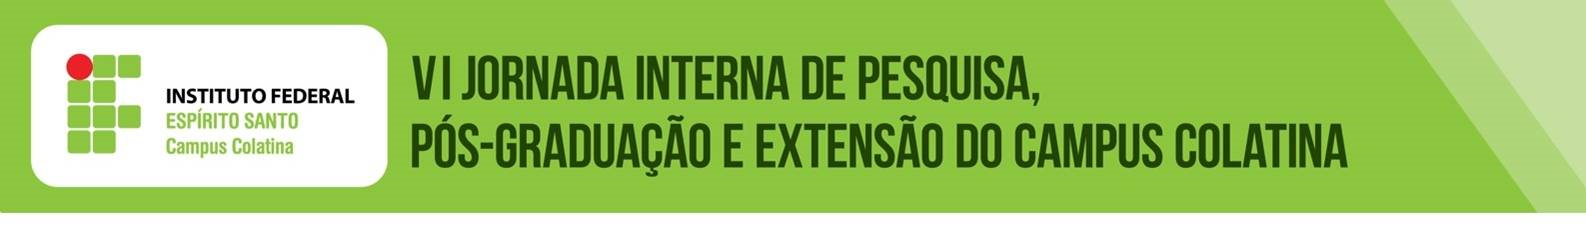 INSTITUTO FEDERAL
ESPÍRITO SANTO
Campus Colatina
VI JORNADA INTERNA DE PESQUISA,
PÓS-GRADUAÇÃO E EXTENSÃO DO CAMPUS COLATINA